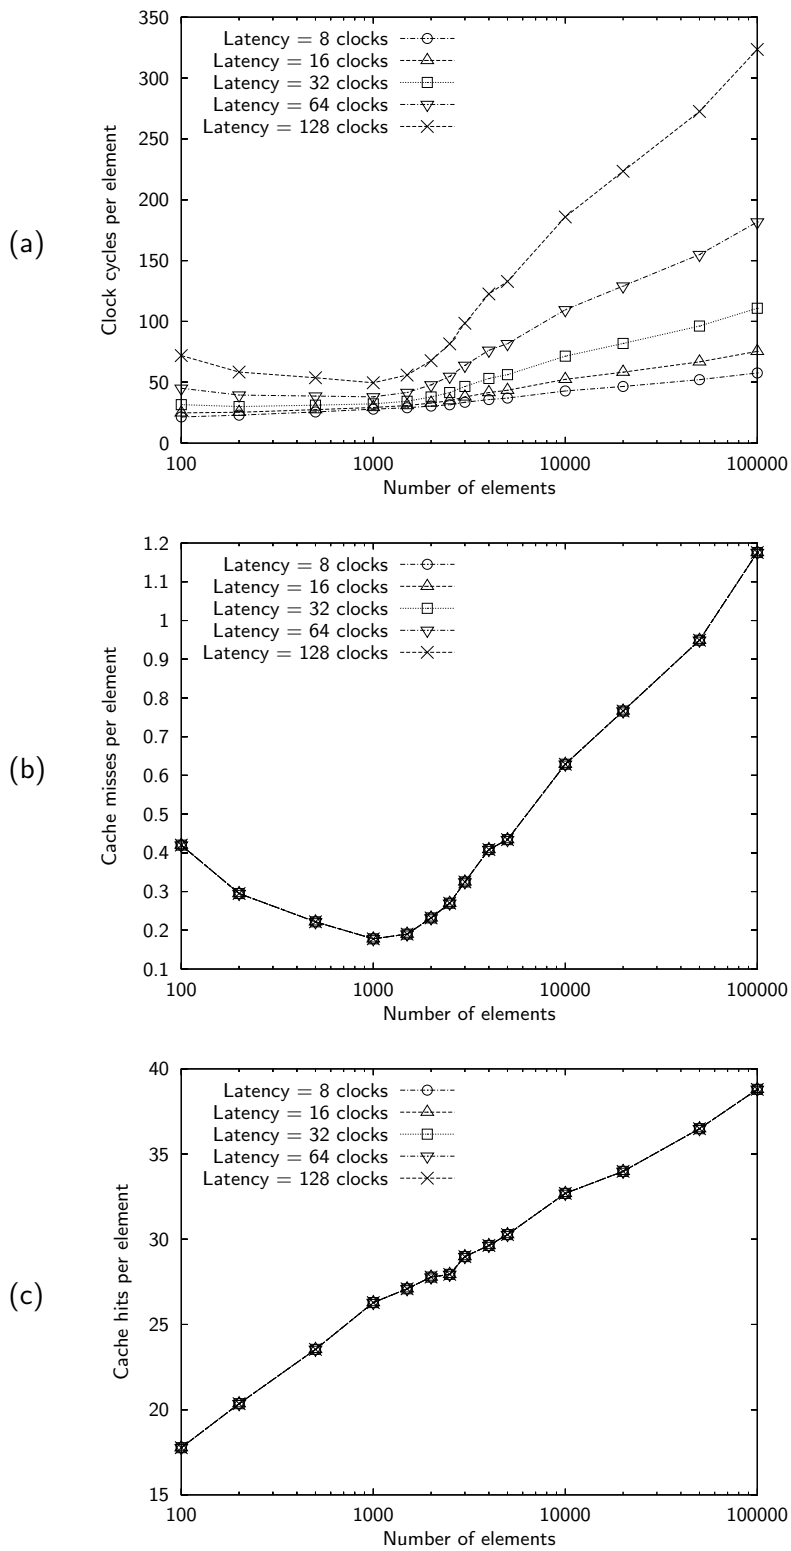 350
300
250
200
150
100
50
0
Clock cycles per element
(a)
Latency = 8 clocks
Latency = 16 clocks
Latency = 32 clocks
Latency = 64 clocks
Latency = 128 clocks
100 1000 10000 100000
Number of elements
1.2
1.1
1
0.9
0.8
0.7
0.6
0.5
0.4
0.3
0.2
0.1
Cache misses per element
(b)
Latency = 8 clocks
Latency = 16 clocks
Latency = 32 clocks
Latency = 64 clocks
Latency = 128 clocks
100 1000 10000 100000
Number of elements
40
35
30
25
20
15
Cache hits per element
(c)
Latency = 8 clocks
Latency = 16 clocks
Latency = 32 clocks
Latency = 64 clocks
Latency = 128 clocks
100 1000 10000 100000
Number of elements